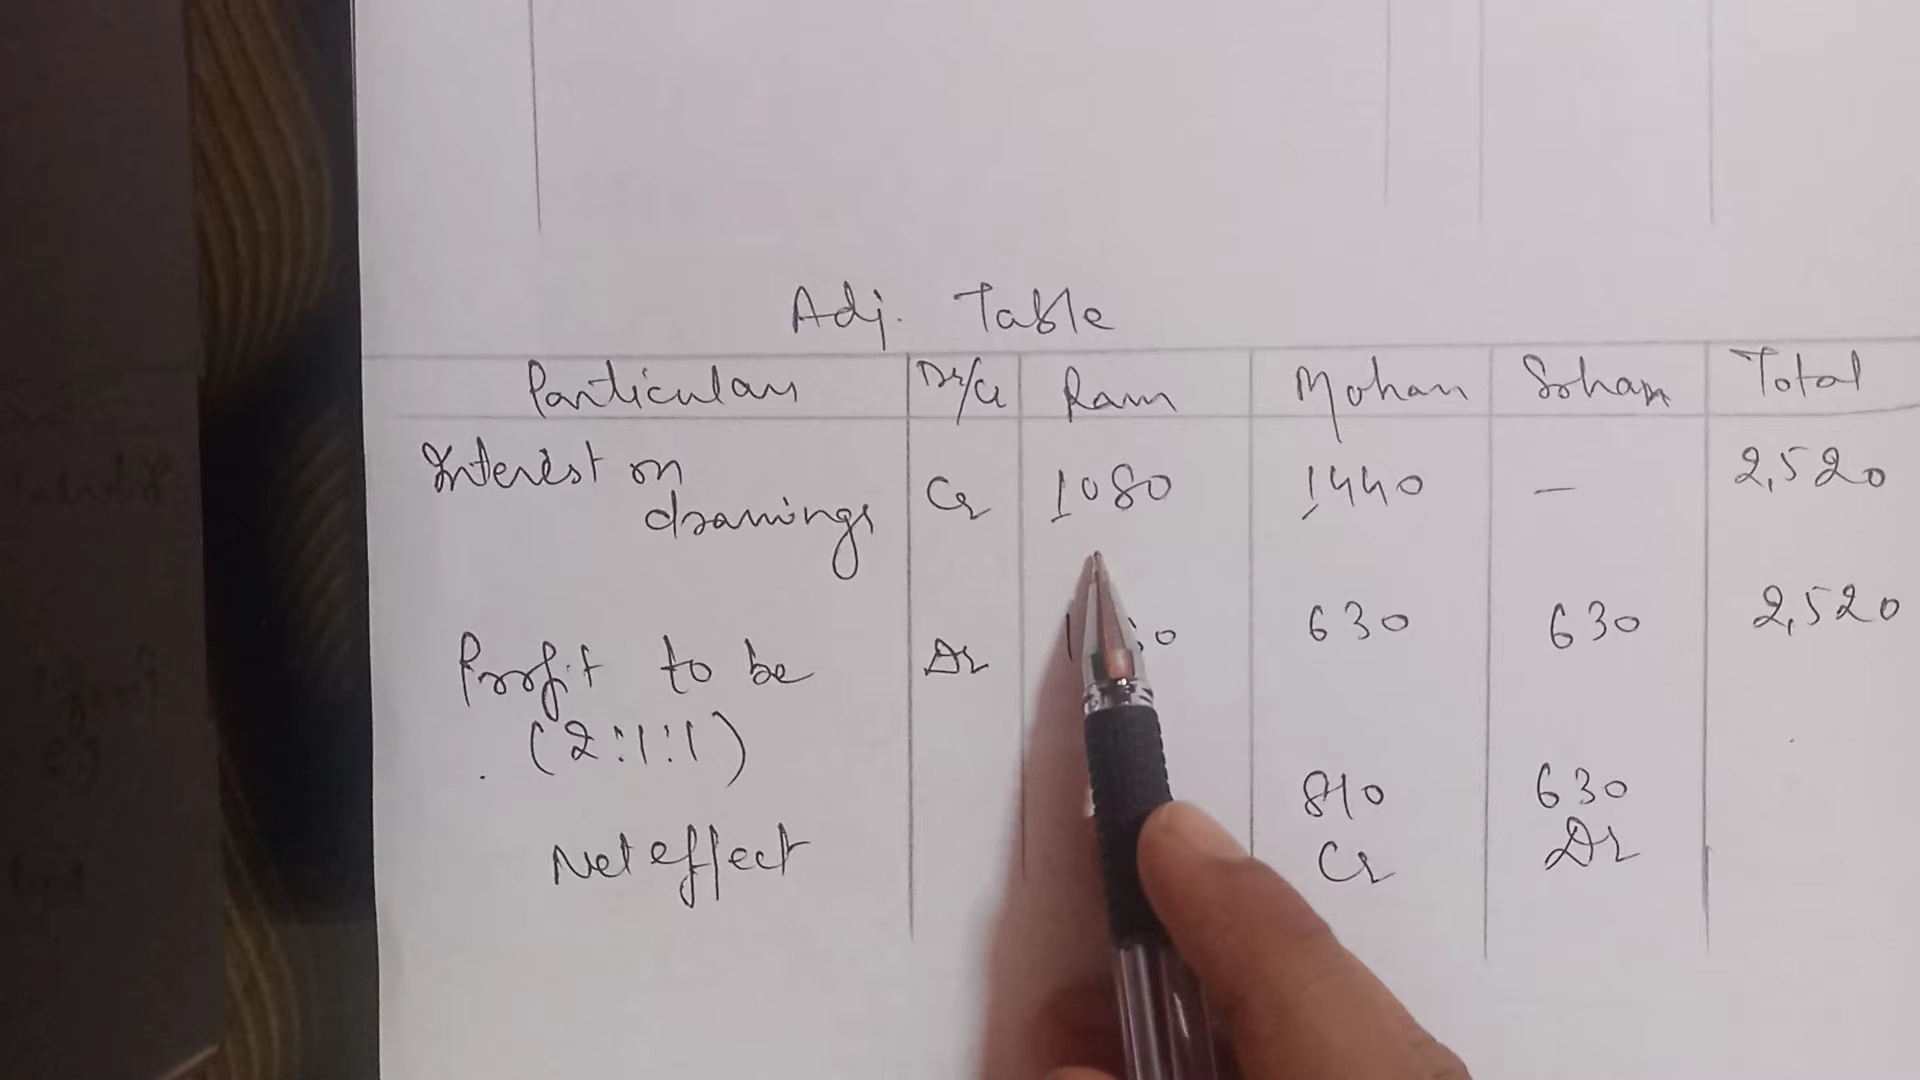 Adj. Table
Particulars Dr/Cr Ram Mohan Sohan Total
Interest on drawings Cr 1080 1440 — 2,520
Profit to be Dr 630 630 2,520
(2:1:1)
Net effect 810 Cr 630 Dr